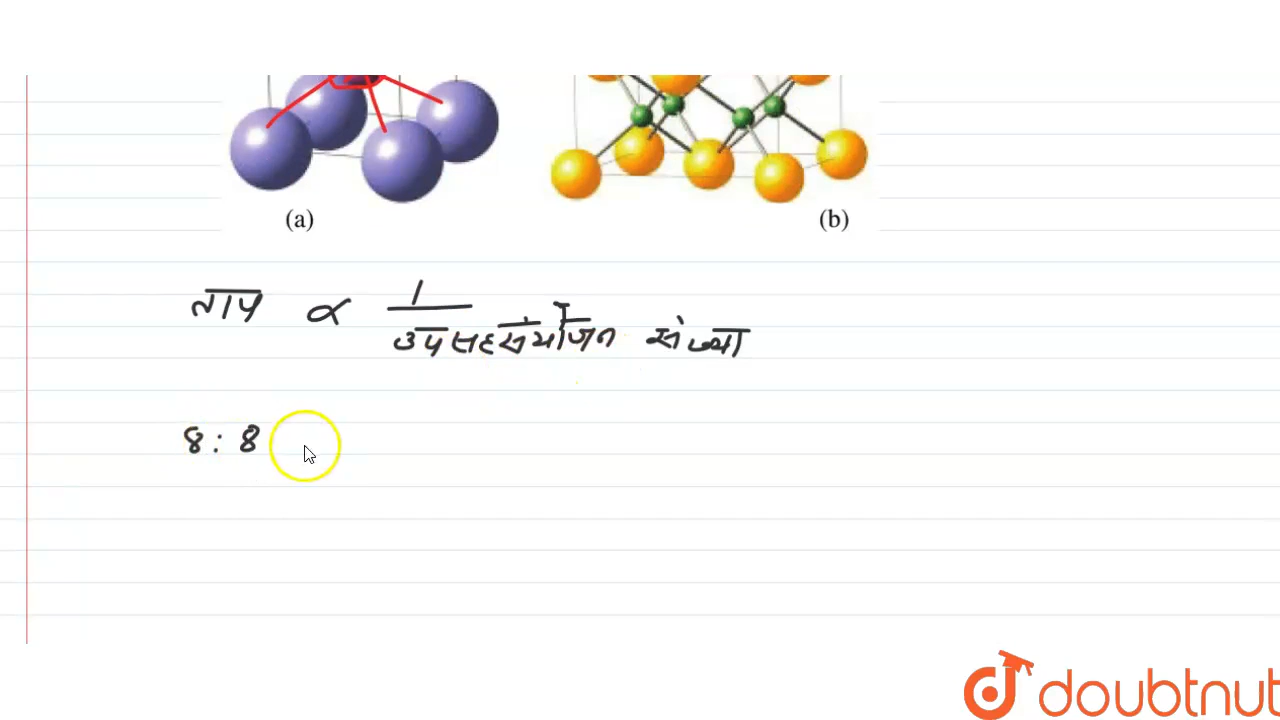 (a) (b)
ताप ∝ 1
उपसहसंयोजन संख्या
8 : 8
doubtnut